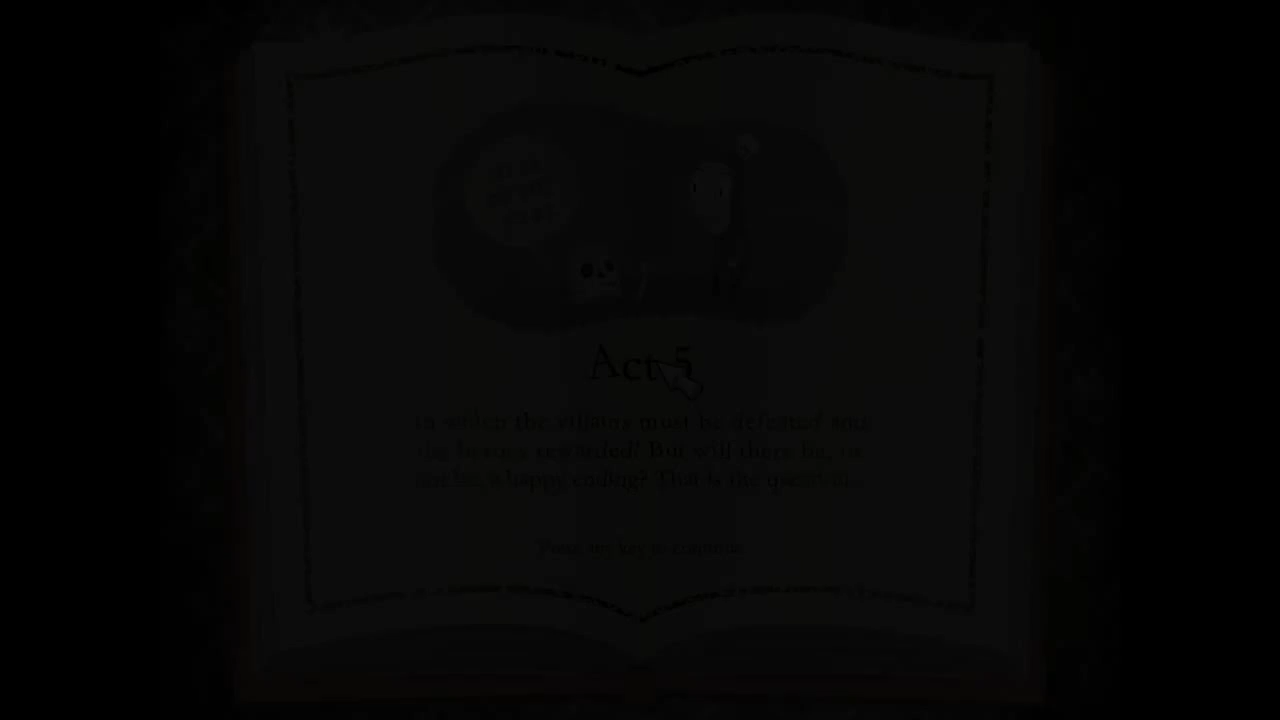 Act 5
in which the villains must be defeated and
the heroine rewarded! But will there be, or
not be, a happy ending? That is the question.
Press any key to continue